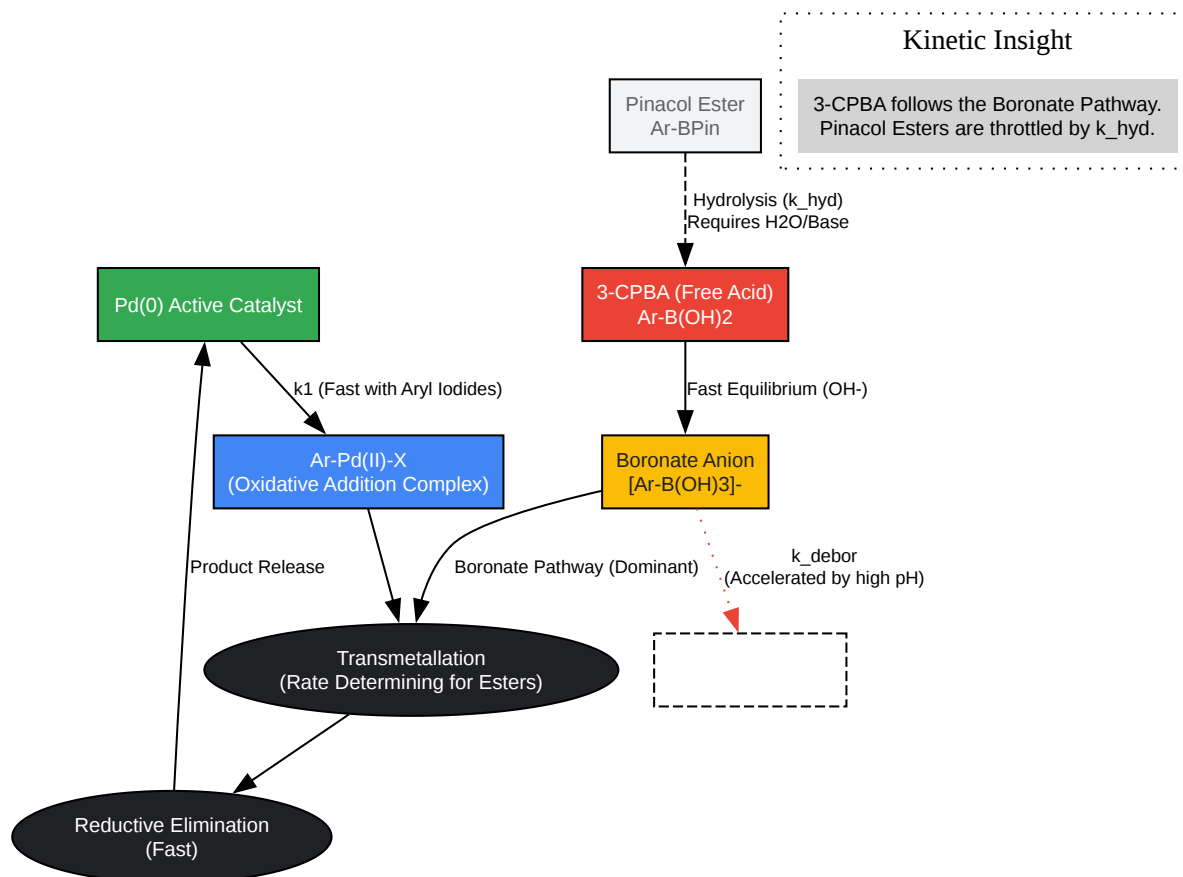 Kinetic Insight
3-CPBA follows the Boronate Pathway.
Pinacol Esters are throttled by k_hyd.
Pinacol Ester
Ar-BPin
Hydrolysis (k_hyd)
Requires H2O/Base
Pd(0) Active Catalyst
3-CPBA (Free Acid)
Ar-B(OH)2
k1 (Fast with Aryl Iodides)
Fast Equilibrium (OH-)
Ar-Pd(II)-X
(Oxidative Addition Complex)
Boronate Anion
[Ar-B(OH)3]-
Product Release
Boronate Pathway (Dominant)
k_debor
(Accelerated by high pH)
Transmetallation
(Rate Determining for Esters)
Reductive Elimination
(Fast)